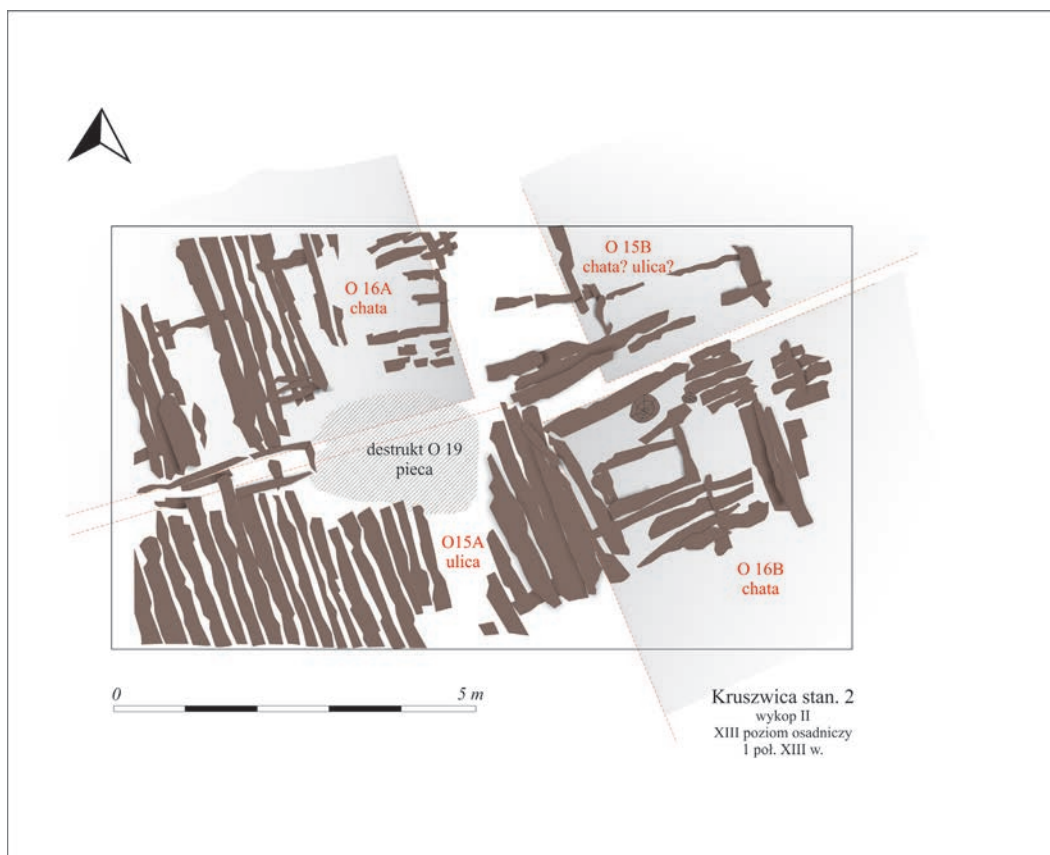 O 15B
chata? ulica?
O 16A
chata
destrukt O 19
pieca
O15A
ulica
O 16B
chata
0 5 m
Kruszwica stan. 2
wykop II
XIII poziom osadniczy
1 poł. XIII w.